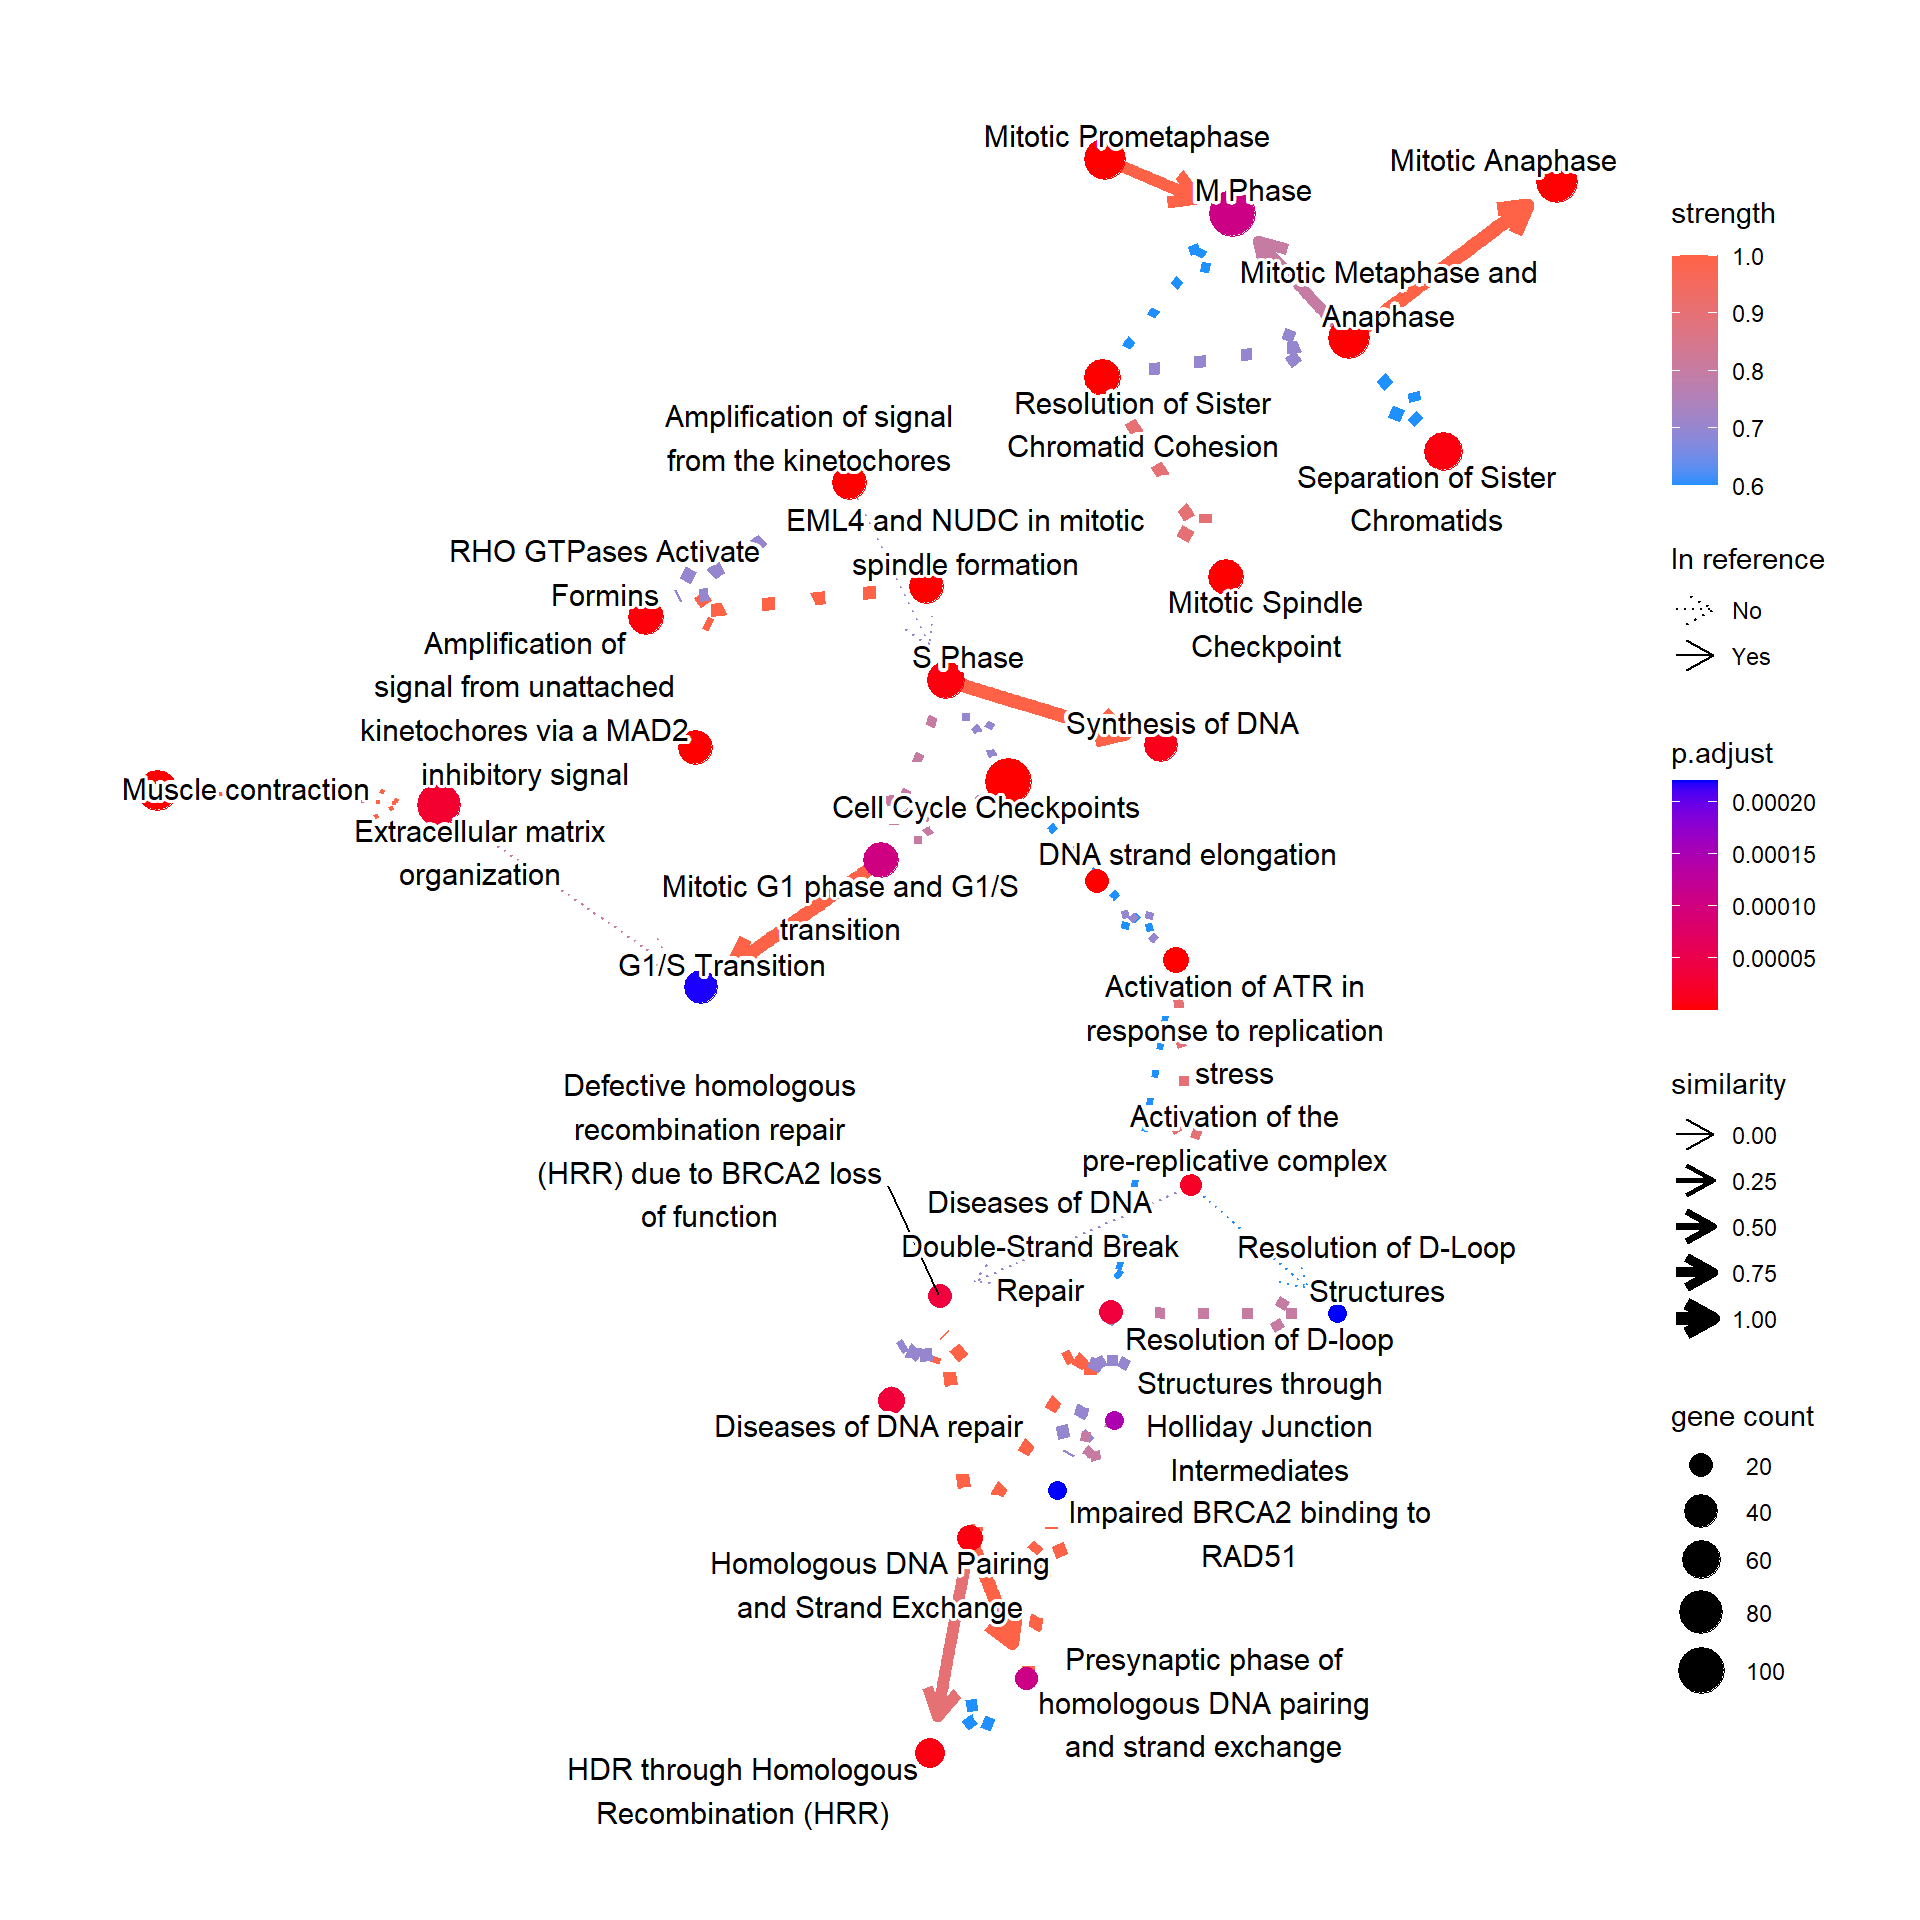 Mitotic Prometaphase
Mitotic Anaphase
M Phase
Mitotic Metaphase and
Anaphase
Resolution of Sister
Chromatid Cohesion
Separation of Sister
Chromatids
Amplification of signal
from the kinetochores
EML4 and NUDC in mitotic
spindle formation
RHO GTPases Activate
Formins
Mitotic Spindle
Checkpoint
Amplification of
signal from unattached
kinetochores via a MAD2
inhibitory signal
S Phase
Synthesis of DNA
Muscle contraction
Extracellular matrix
organization
Cell Cycle Checkpoints
DNA strand elongation
Mitotic G1 phase and G1/S
transition
G1/S Transition
Activation of ATR in
response to replication
stress
Activation of the
pre-replicative complex
Defective homologous
recombination repair
(HRR) due to BRCA2 loss
of function
Diseases of DNA
Double-Strand Break
Repair
Resolution of D-Loop
Structures
Resolution of D-loop
Structures through
Holliday Junction
Intermediates
Diseases of DNA repair
Impaired BRCA2 binding to
RAD51
Homologous DNA Pairing
and Strand Exchange
Presynaptic phase of
homologous DNA pairing
and strand exchange
HDR through Homologous
Recombination (HRR)
strength
1.0
0.9
0.8
0.7
0.6
In reference
No
Yes
p.adjust
0.00020
0.00015
0.00010
0.00005
similarity
0.00
0.25
0.50
0.75
1.00
gene count
20
40
60
80
100